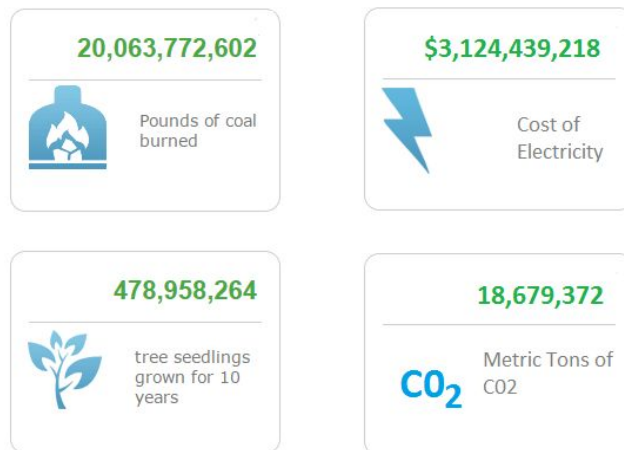 20,063,772,602
Pounds of coal
burned
$3,124,439,218
Cost of
Electricity
478,958,264
tree seedlings
grown for 10
years
18,679,372
C0₂
Metric Tons of
C02